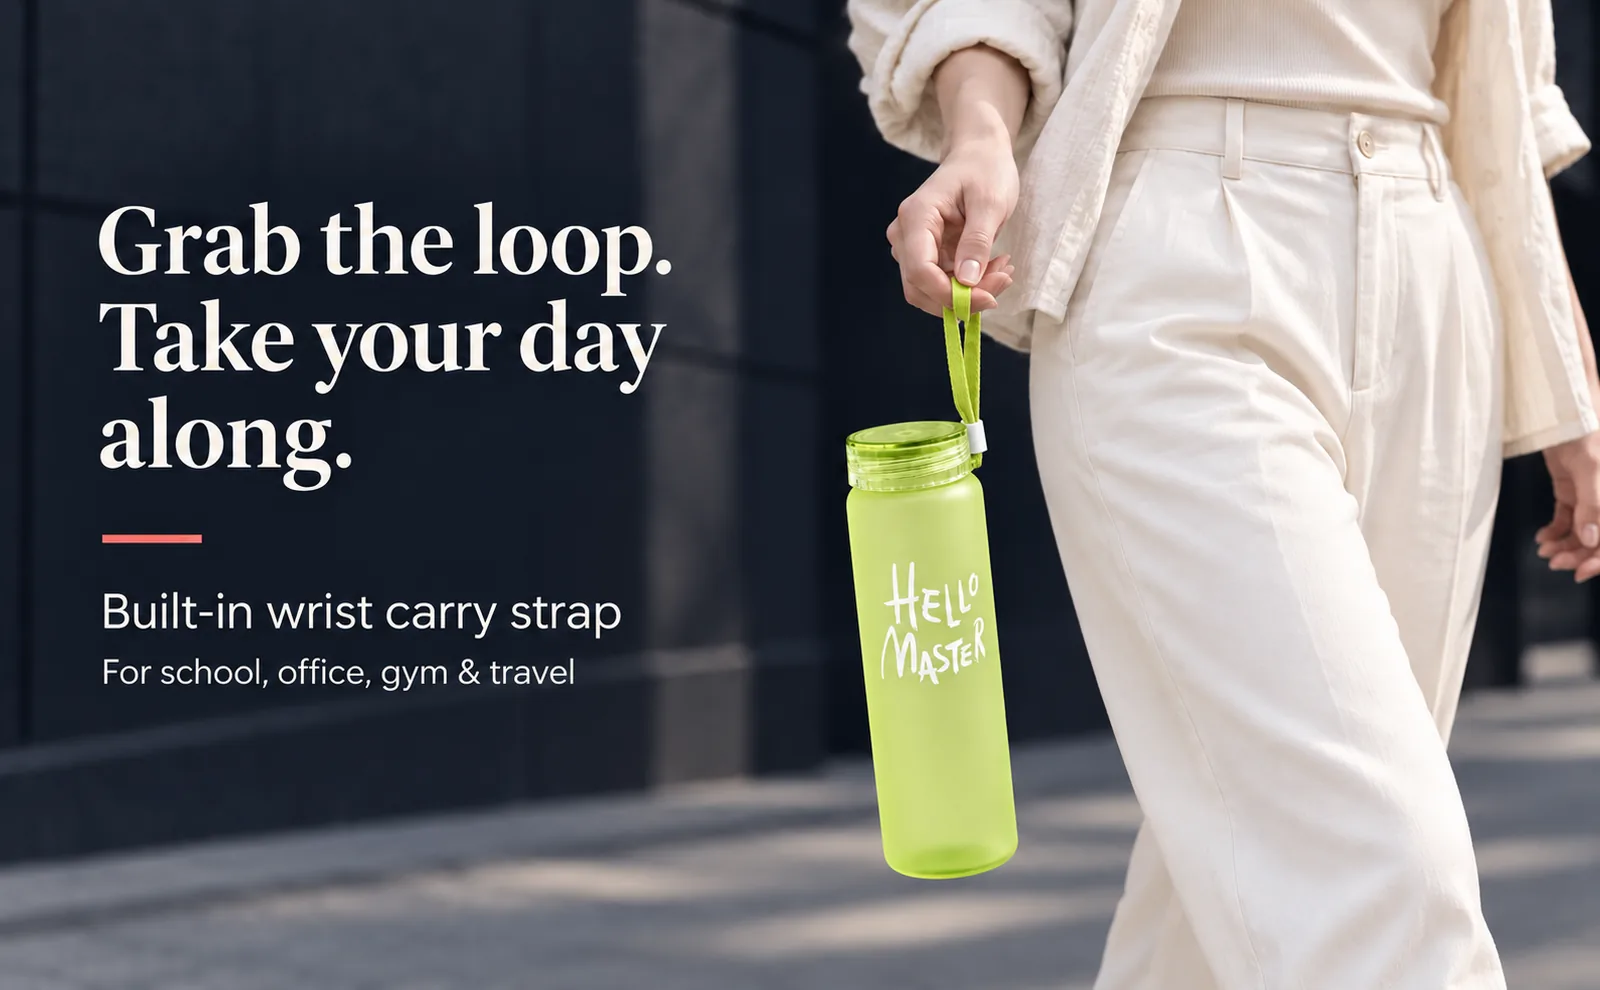 Grab the loop.
Take your day
along.
Built-in wrist carry strap
For school, office, gym & travel
HELLO
MASTER